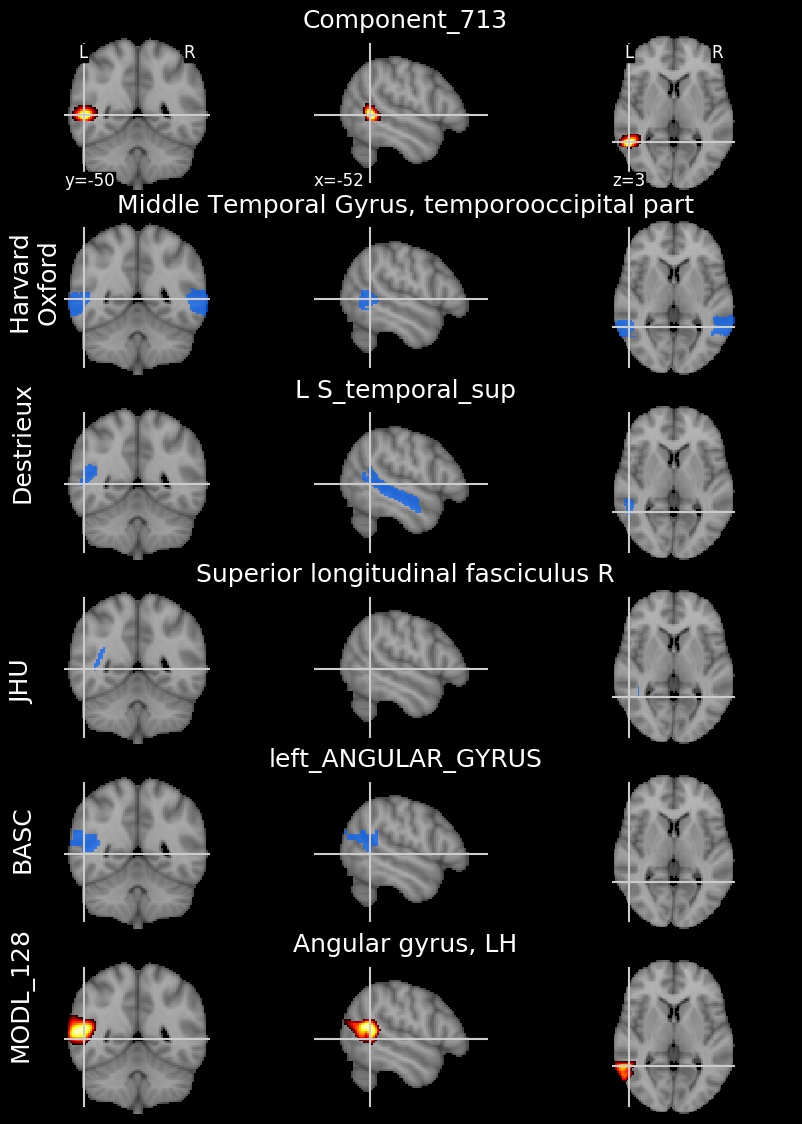 Component_713
L R L R
y=-50 x=-52 z=3
Middle Temporal Gyrus, temporooccipital part
Harvard
Oxford
L S_temporal_sup
Destrieux
Superior longitudinal fasciculus R
JHU
left_ANGULAR_GYRUS
BASC
Angular gyrus, LH
MODL_128